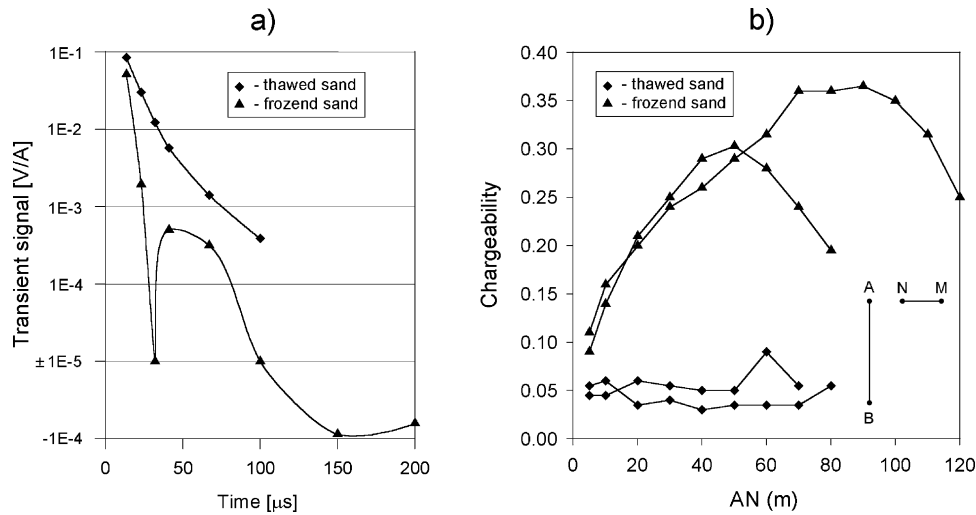 a)
Transient signal [V/A]
1E-1
1E-2
1E-3
1E-4
±1E-5
-1E-4
- thawed sand
- frozend sand
0
50
100
150
200
Time [µs]
b)
Chargeability
0.40
0.35
0.30
0.25
0.20
0.15
0.10
0.05
0.00
- thawed sand
- frozend sand
A N M
B
0 20 40 60 80 100 120
AN (m)